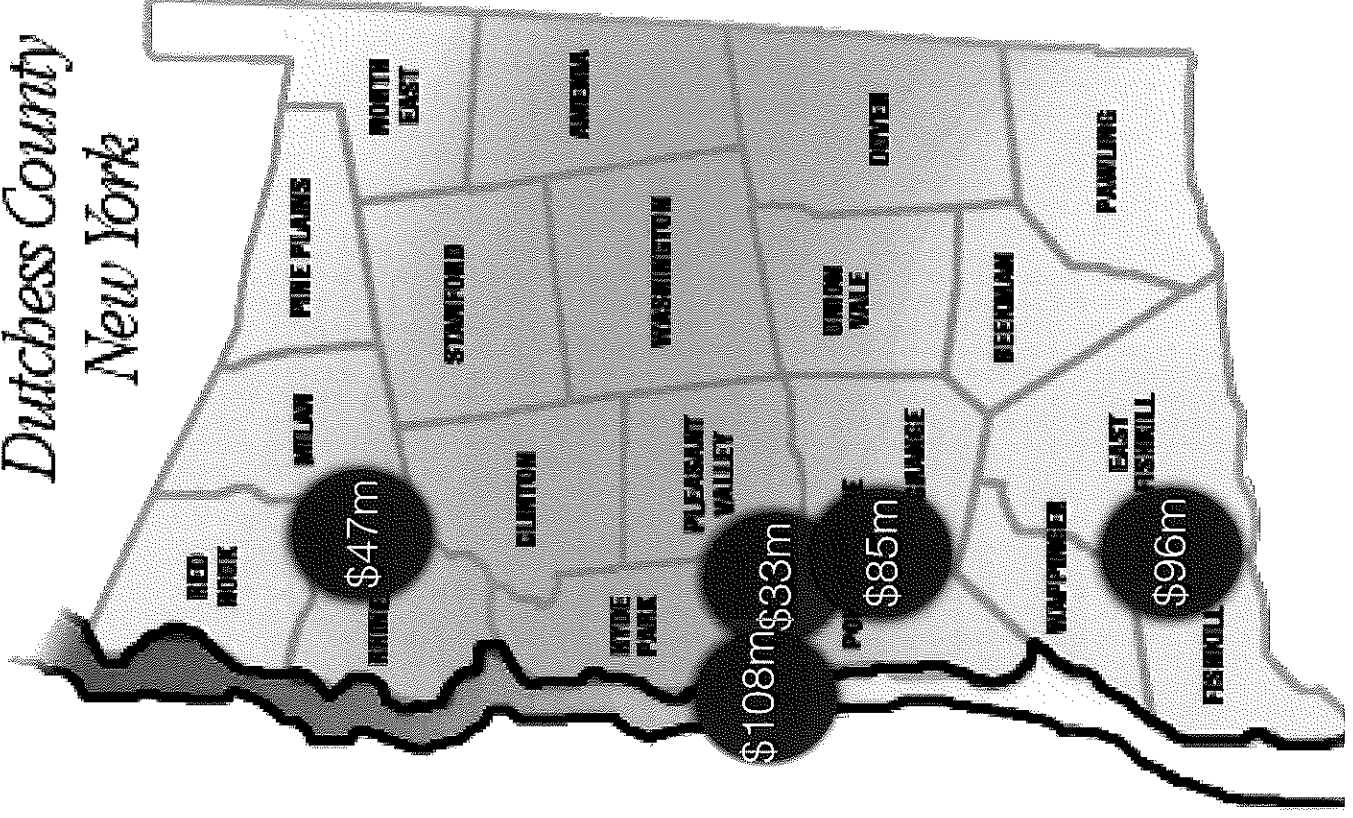 Dutchess County
New York
NORTH
EAST
AMENIA
DOVER
PAWLING
PINE PLAINS
STANFORD
WASHINGTON
UNION
VALE
BEEKMAN
MILAN
CLINTON
PLEASANT
VALLEY
EAST
FISHKILL
RED
HOOK
$47m
HYDE
PARK
$33m
$108m
$85m
WAPPINGER
$96m
FISHKILL